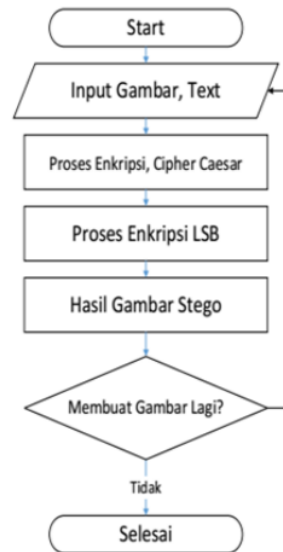 Start
Input Gambar, Text
Proses Enkripsi, Cipher Caesar
Proses Enkripsi LSB
Hasil Gambar Stego
Membuat Gambar Lagi?
Tidak
Selesai